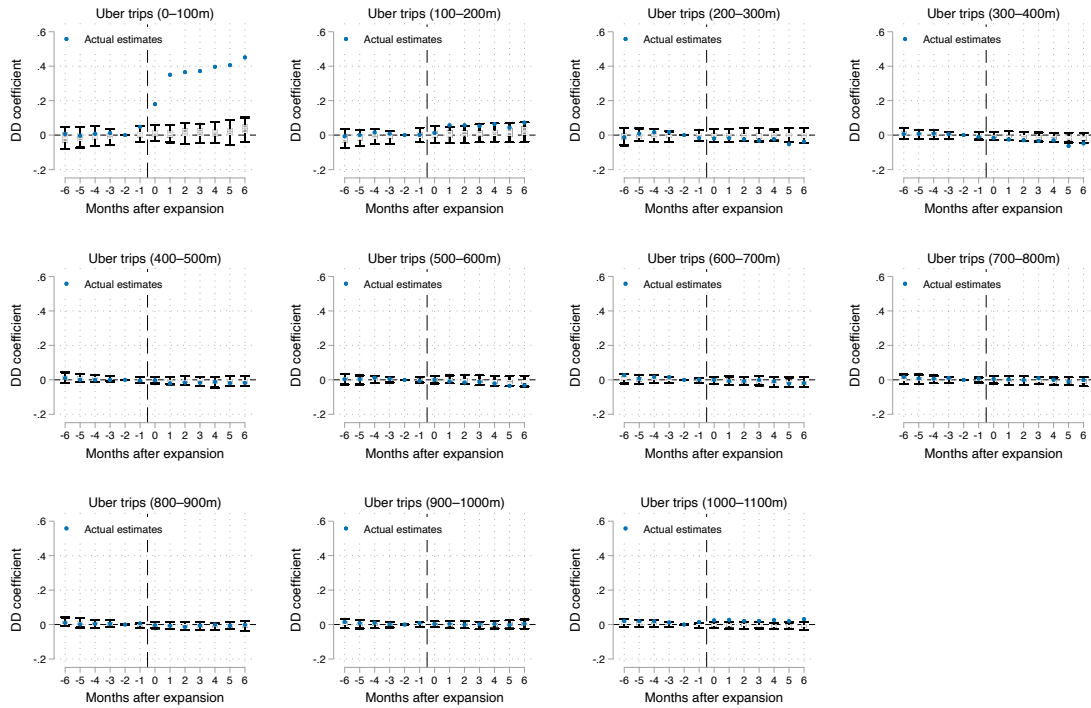 Uber trips (0–100m)
.6
.4
.2
0
-.2
DD coefficient
Actual estimates
-6 -5 -4 -3 -2 -1 0 1 2 3 4 5 6
Months after expansion
Uber trips (100–200m)
.6
.4
.2
0
-.2
DD coefficient
Actual estimates
-6 -5 -4 -3 -2 -1 0 1 2 3 4 5 6
Months after expansion
Uber trips (200–300m)
.6
.4
.2
0
-.2
DD coefficient
Actual estimates
-6 -5 -4 -3 -2 -1 0 1 2 3 4 5 6
Months after expansion
Uber trips (300–400m)
.6
.4
.2
0
-.2
DD coefficient
Actual estimates
-6 -5 -4 -3 -2 -1 0 1 2 3 4 5 6
Months after expansion
Uber trips (400–500m)
.6
.4
.2
0
-.2
DD coefficient
Actual estimates
-6 -5 -4 -3 -2 -1 0 1 2 3 4 5 6
Months after expansion
Uber trips (500–600m)
.6
.4
.2
0
-.2
DD coefficient
Actual estimates
-6 -5 -4 -3 -2 -1 0 1 2 3 4 5 6
Months after expansion
Uber trips (600–700m)
.6
.4
.2
0
-.2
DD coefficient
Actual estimates
-6 -5 -4 -3 -2 -1 0 1 2 3 4 5 6
Months after expansion
Uber trips (700–800m)
.6
.4
.2
0
-.2
DD coefficient
Actual estimates
-6 -5 -4 -3 -2 -1 0 1 2 3 4 5 6
Months after expansion
Uber trips (800–900m)
.6
.4
.2
0
-.2
DD coefficient
Actual estimates
-6 -5 -4 -3 -2 -1 0 1 2 3 4 5 6
Months after expansion
Uber trips (900–1000m)
.6
.4
.2
0
-.2
DD coefficient
Actual estimates
-6 -5 -4 -3 -2 -1 0 1 2 3 4 5 6
Months after expansion
Uber trips (1000–1100m)
.6
.4
.2
0
-.2
DD coefficient
Actual estimates
-6 -5 -4 -3 -2 -1 0 1 2 3 4 5 6
Months after expansion